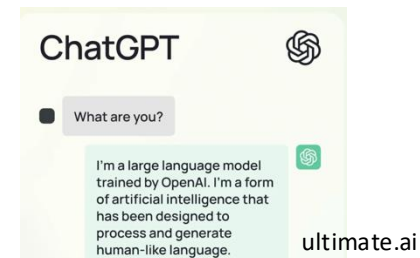 ChatGPT
What are you?
I'm a large language model
trained by OpenAI. I'm a form
of artificial intelligence that
has been designed to
process and generate
human-like language.
ultimate.ai